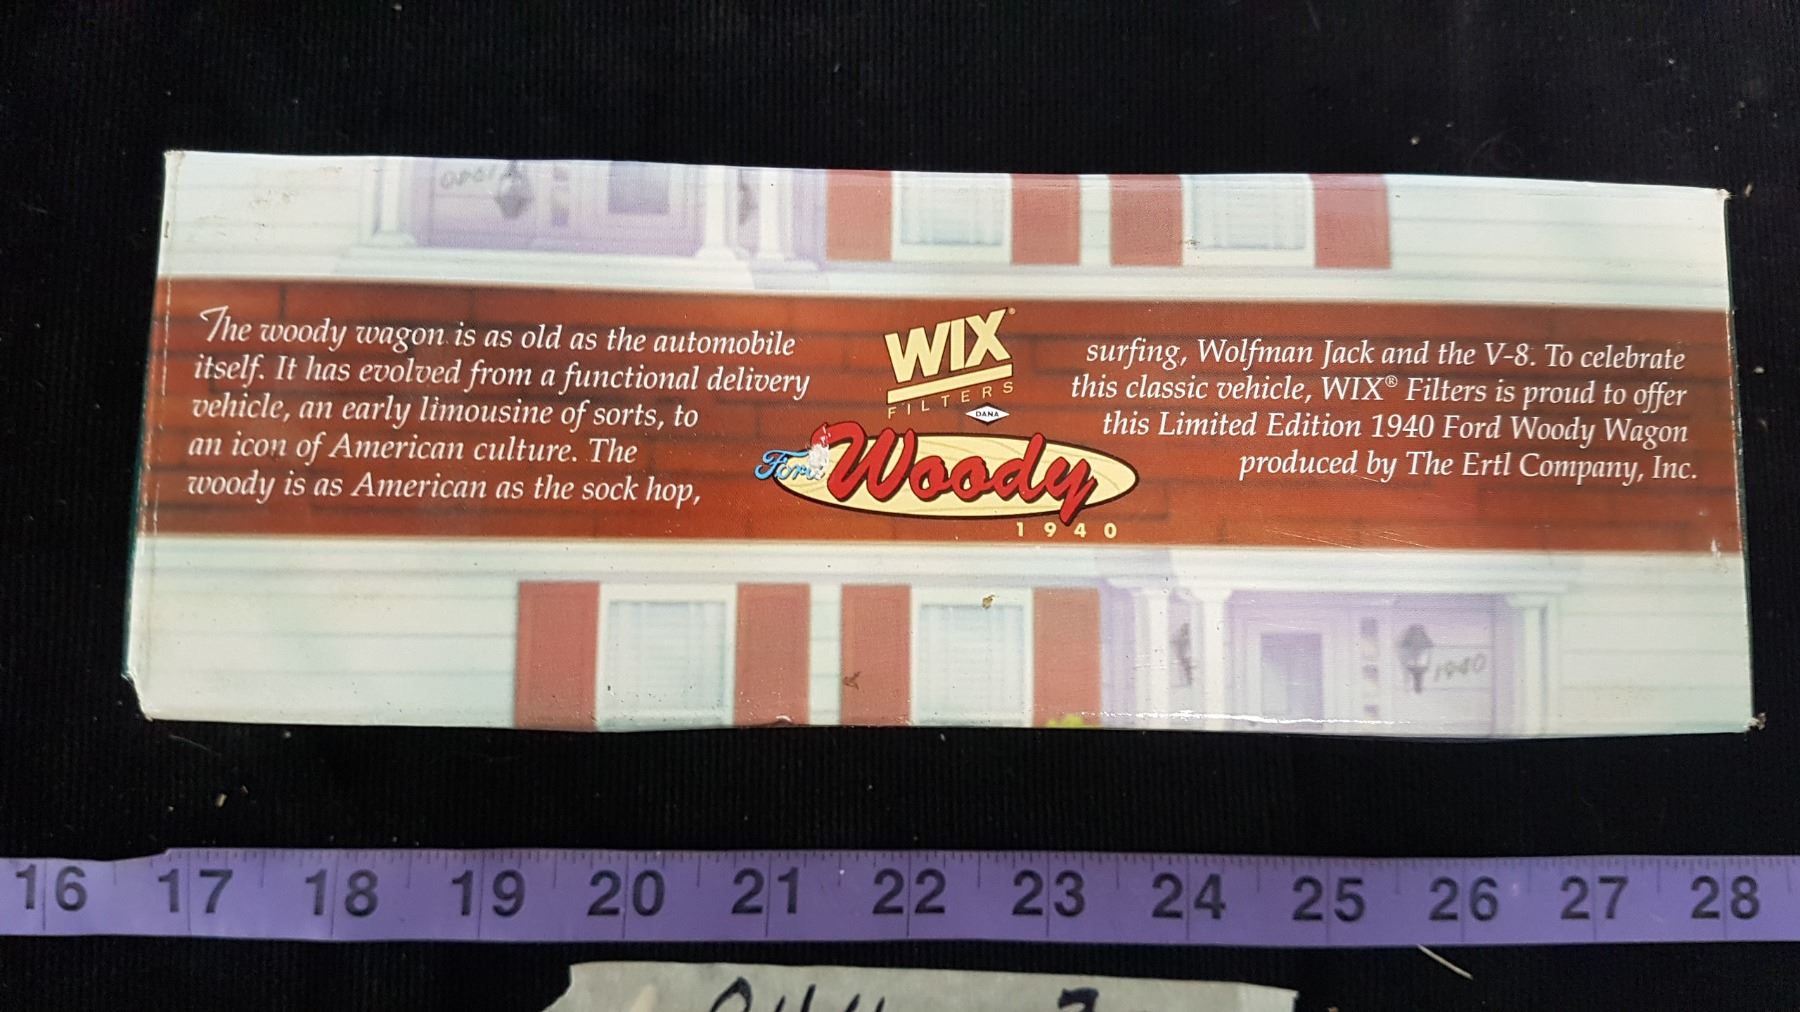 The woody wagon is as old as the automobile
itself. It has evolved from a functional delivery
vehicle, an early limousine of sorts, to
an icon of American culture. The
woody is as American as the sock hop,
WIX®
FILTERS
DANA
Ford Woody
1940
surfing, Wolfman Jack and the V-8. To celebrate
this classic vehicle, WIX® Filters is proud to offer
this Limited Edition 1940 Ford Woody Wagon
produced by The Ertl Company, Inc.
1940
1940
16 17 18 19 20 21 22 23 24 25 26 27 28